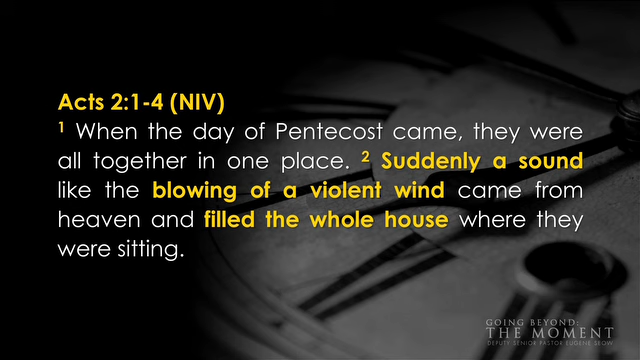 Acts 2:1-4 (NIV)
1 When the day of Pentecost came, they were
all together in one place. 2 Suddenly a sound
like the blowing of a violent wind came from
heaven and filled the whole house where they
were sitting.
GOING BEYOND:
THE MOMENT
DEPUTY SENIOR PASTOR EUGENE SEOW